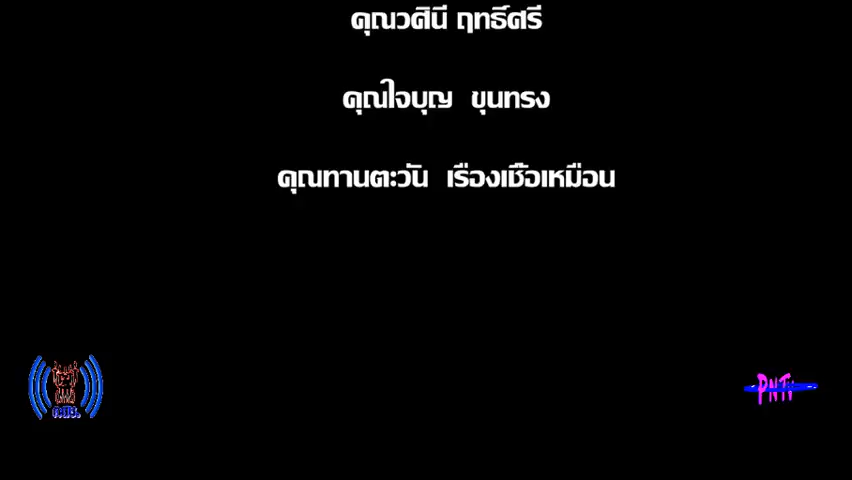 คุณวศินี ฤทธิ์ศรี
คุณใจบุญ ขุนทรง
คุณทานตะวัน เรืองเชื้อเหมือน
PNTV